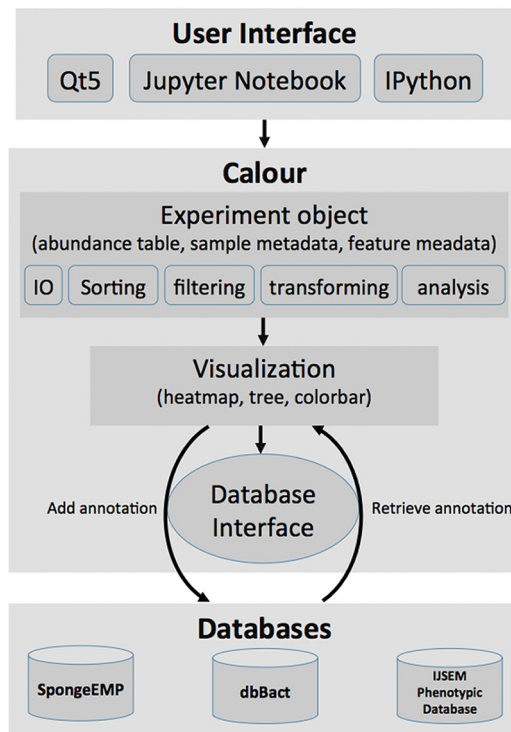 User Interface
Qt5
Jupyter Notebook
IPython
Calour
Experiment object
(abundance table, sample metadata, feature meadata)
IO
Sorting
filtering
transforming
analysis
Visualization
(heatmap, tree, colorbar)
Add annotation
Database
Interface
Retrieve annotation
Databases
SpongeEMP
dbBact
IJSEM
Phenotypic
Database